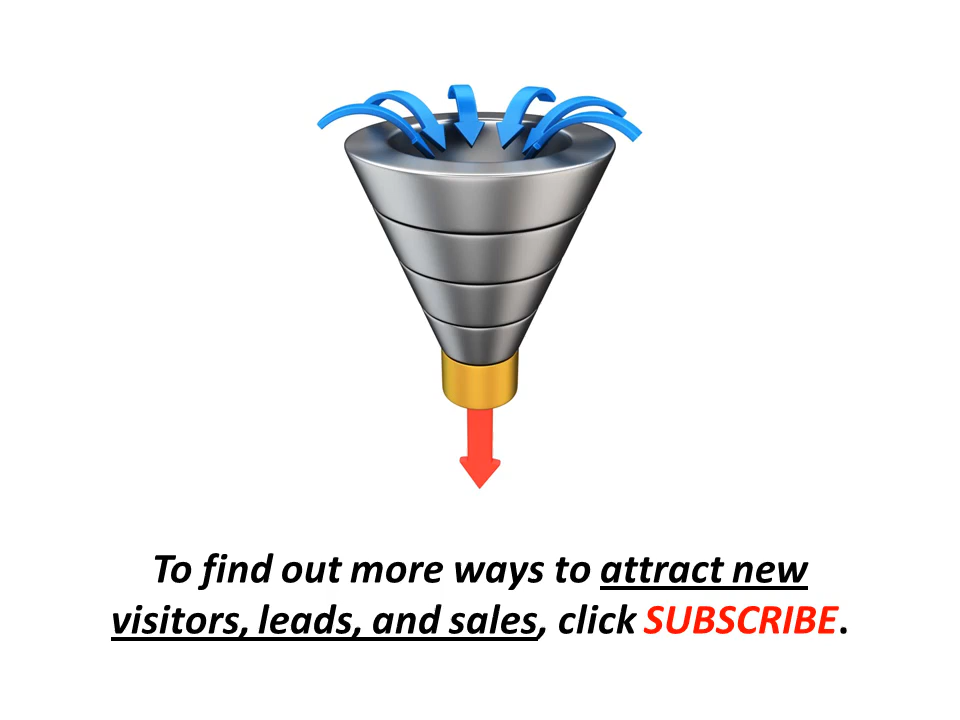 To find out more ways to attract new
visitors, leads, and sales, click SUBSCRIBE.